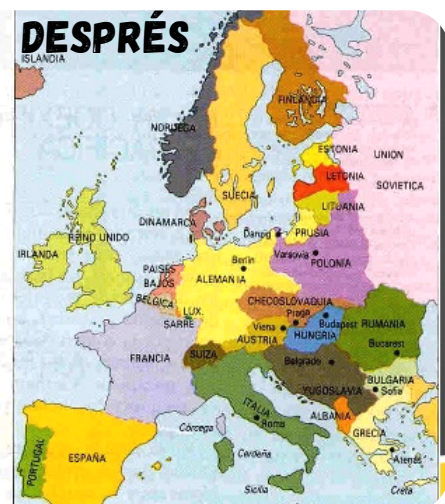 DESPRÉS
ISLANDIA
FINLANDIA
NORUEGA
ESTONIA
UNION
SOVIETICA
LETONIA
SUECIA
LITUANIA
DINAMARCA
Danzig
PRUSIA
REINO UNIDO
IRLANDA
Berlín
Varsovia
POLONIA
PAISES
BAJOS
ALEMANIA
BELGICA
LUX.
SARRE
CHECOSLOVAQUIA
Praga
Viena
Budapest
RUMANIA
AUSTRIA
HUNGRIA
Bucarest
FRANCIA
SUIZA
Belgrado
YUGOSLAVIA
BULGARIA
Sofia
ITALIA
Roma
ALBANIA
Córcega
GRECIA
PORTUGAL
ESPAÑA
Cerdeña
Atenas
Sicilia
Creta